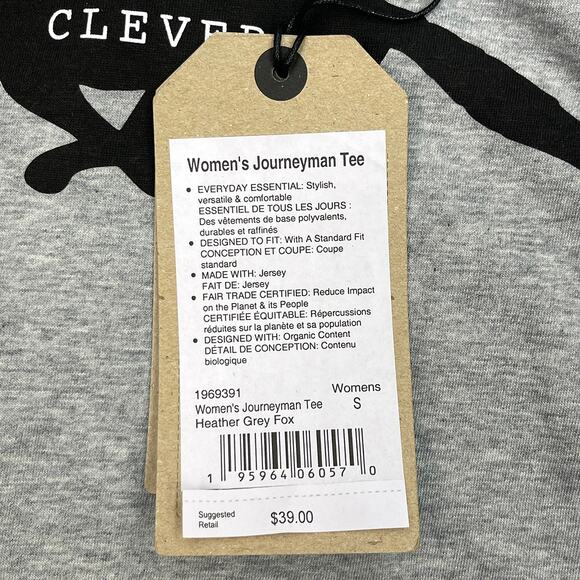 CLEVER
Women's Journeyman Tee
• EVERYDAY ESSENTIAL: Stylish,
versatile & comfortable
ESSENTIEL DE TOUS LES JOURS :
Des vêtements de base polyvalents,
durables et raffinés
• DESIGNED TO FIT: With A Standard Fit
CONCEPTION ET COUPE: Coupe
standard
• MADE WITH: Jersey
FAIT DE: Jersey
• FAIR TRADE CERTIFIED: Reduce Impact
on the Planet & its People
CERTIFIÉE ÉQUITABLE: Répercussions
réduites sur la planète et sa population
• DESIGNED WITH: Organic Content
DÉTAIL DE CONCEPTION: Contenu
biologique
1969391 Womens
Women's Journeyman Tee S
Heather Grey Fox
1 95964 06057 0
Suggested
Retail $39.00